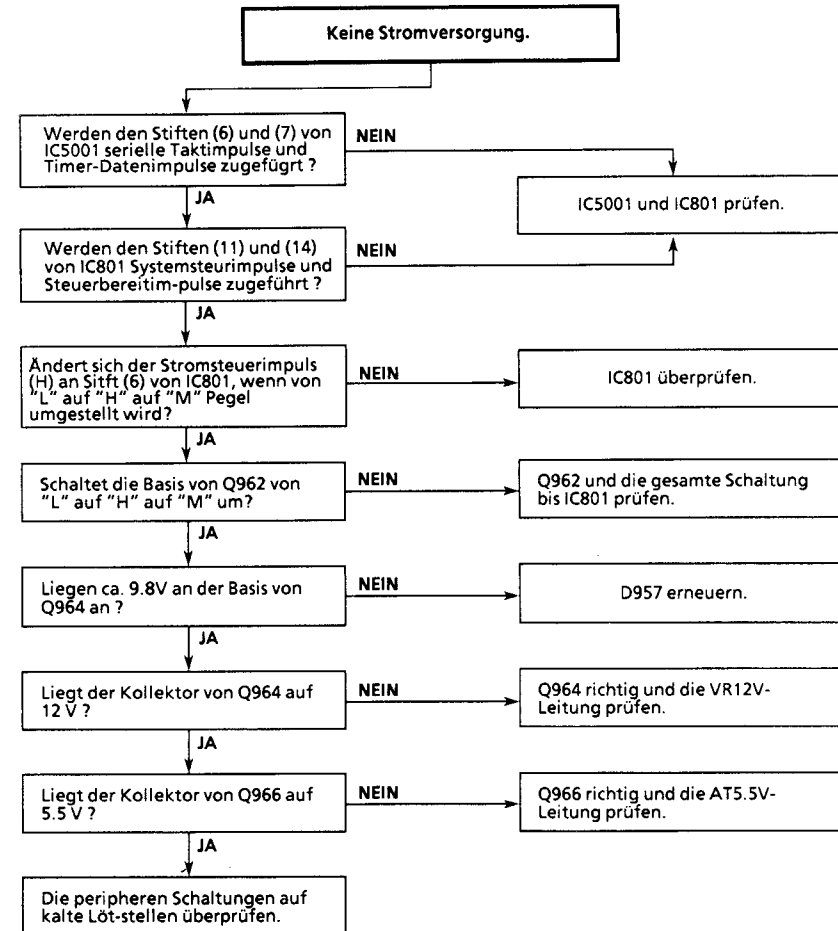 Keine Stromversorgung.
Werden den Stiften (6) und (7) von
IC5001 serielle Taktimpulse und
Timer-Datenimpulse zugefügrt ?
NEIN
JA
IC5001 und IC801 prüfen.
Werden den Stiften (11) und (14)
von IC801 Systemsteurimpulse und
Steuerbereitim-pulse zugeführt ?
NEIN
JA
Ändert sich der Stromsteuerimpuls
(H) an Sitft (6) von IC801, wenn von
"L" auf "H" auf "M" Pegel
umgestellt wird?
NEIN
IC801 überprüfen.
JA
Schaltet die Basis von Q962 von
"L" auf "H" auf "M" um?
NEIN
Q962 und die gesamte Schaltung
bis IC801 prüfen.
JA
Liegen ca. 9.8V an der Basis von
Q964 an ?
NEIN
D957 erneuern.
JA
Liegt der Kollektor von Q964 auf
12 V ?
NEIN
Q964 richtig und die VR12V-
Leitung prüfen.
JA
Liegt der Kollektor von Q966 auf
5.5 V ?
NEIN
Q966 richtig und die AT5.5V-
Leitung prüfen.
JA
Die peripheren Schaltungen auf
kalte Löt-stellen überprüfen.